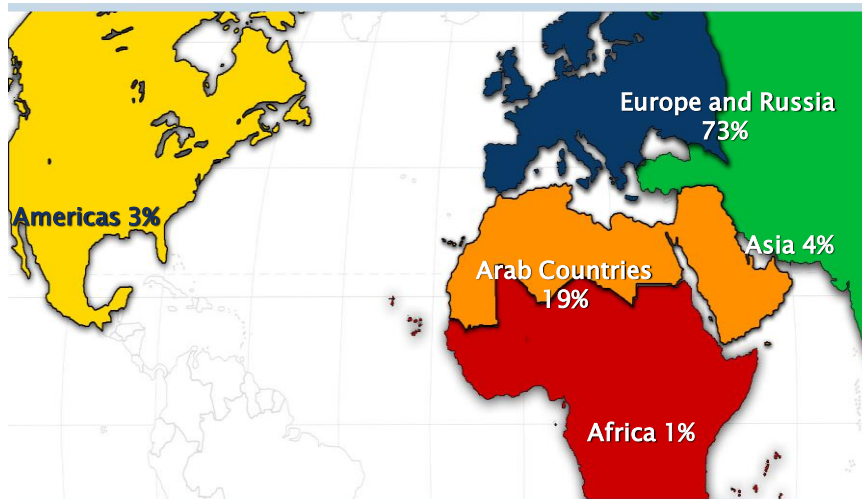 Europe and Russia
73%
Americas 3%
Asia 4%
Arab Countries
19%
Africa 1%